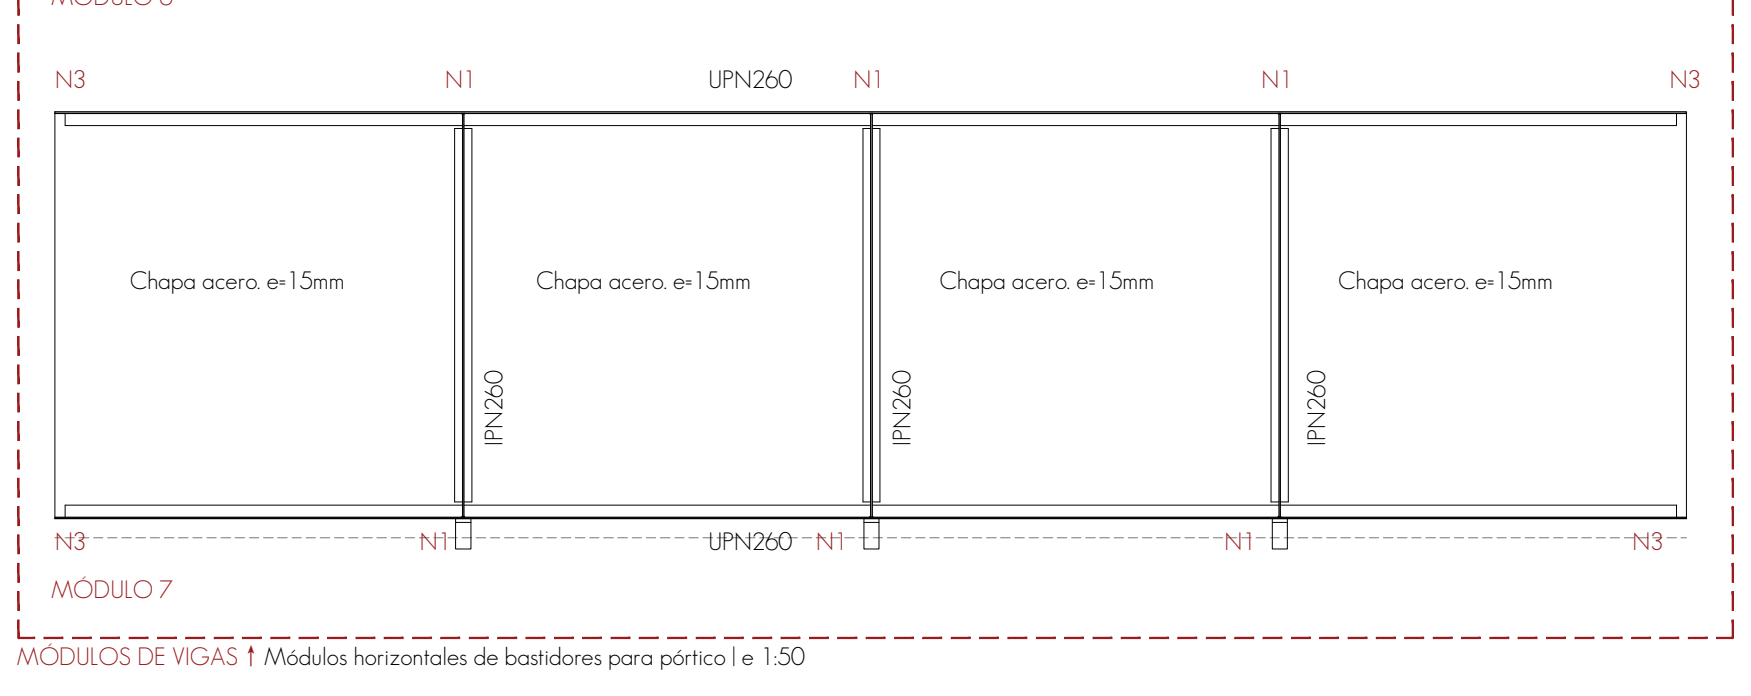 MÓDULO 6
N3 N1 UPN260 N1 N1 N3
Chapa acero. e=15mm Chapa acero. e=15mm Chapa acero. e=15mm Chapa acero. e=15mm
IPN260 IPN260 IPN260
N3 N1 UPN260 N1 N1 N3
MÓDULO 7
MÓDULOS DE VIGAS ↑ Módulos horizontales de bastidores para pórtico | e 1:50